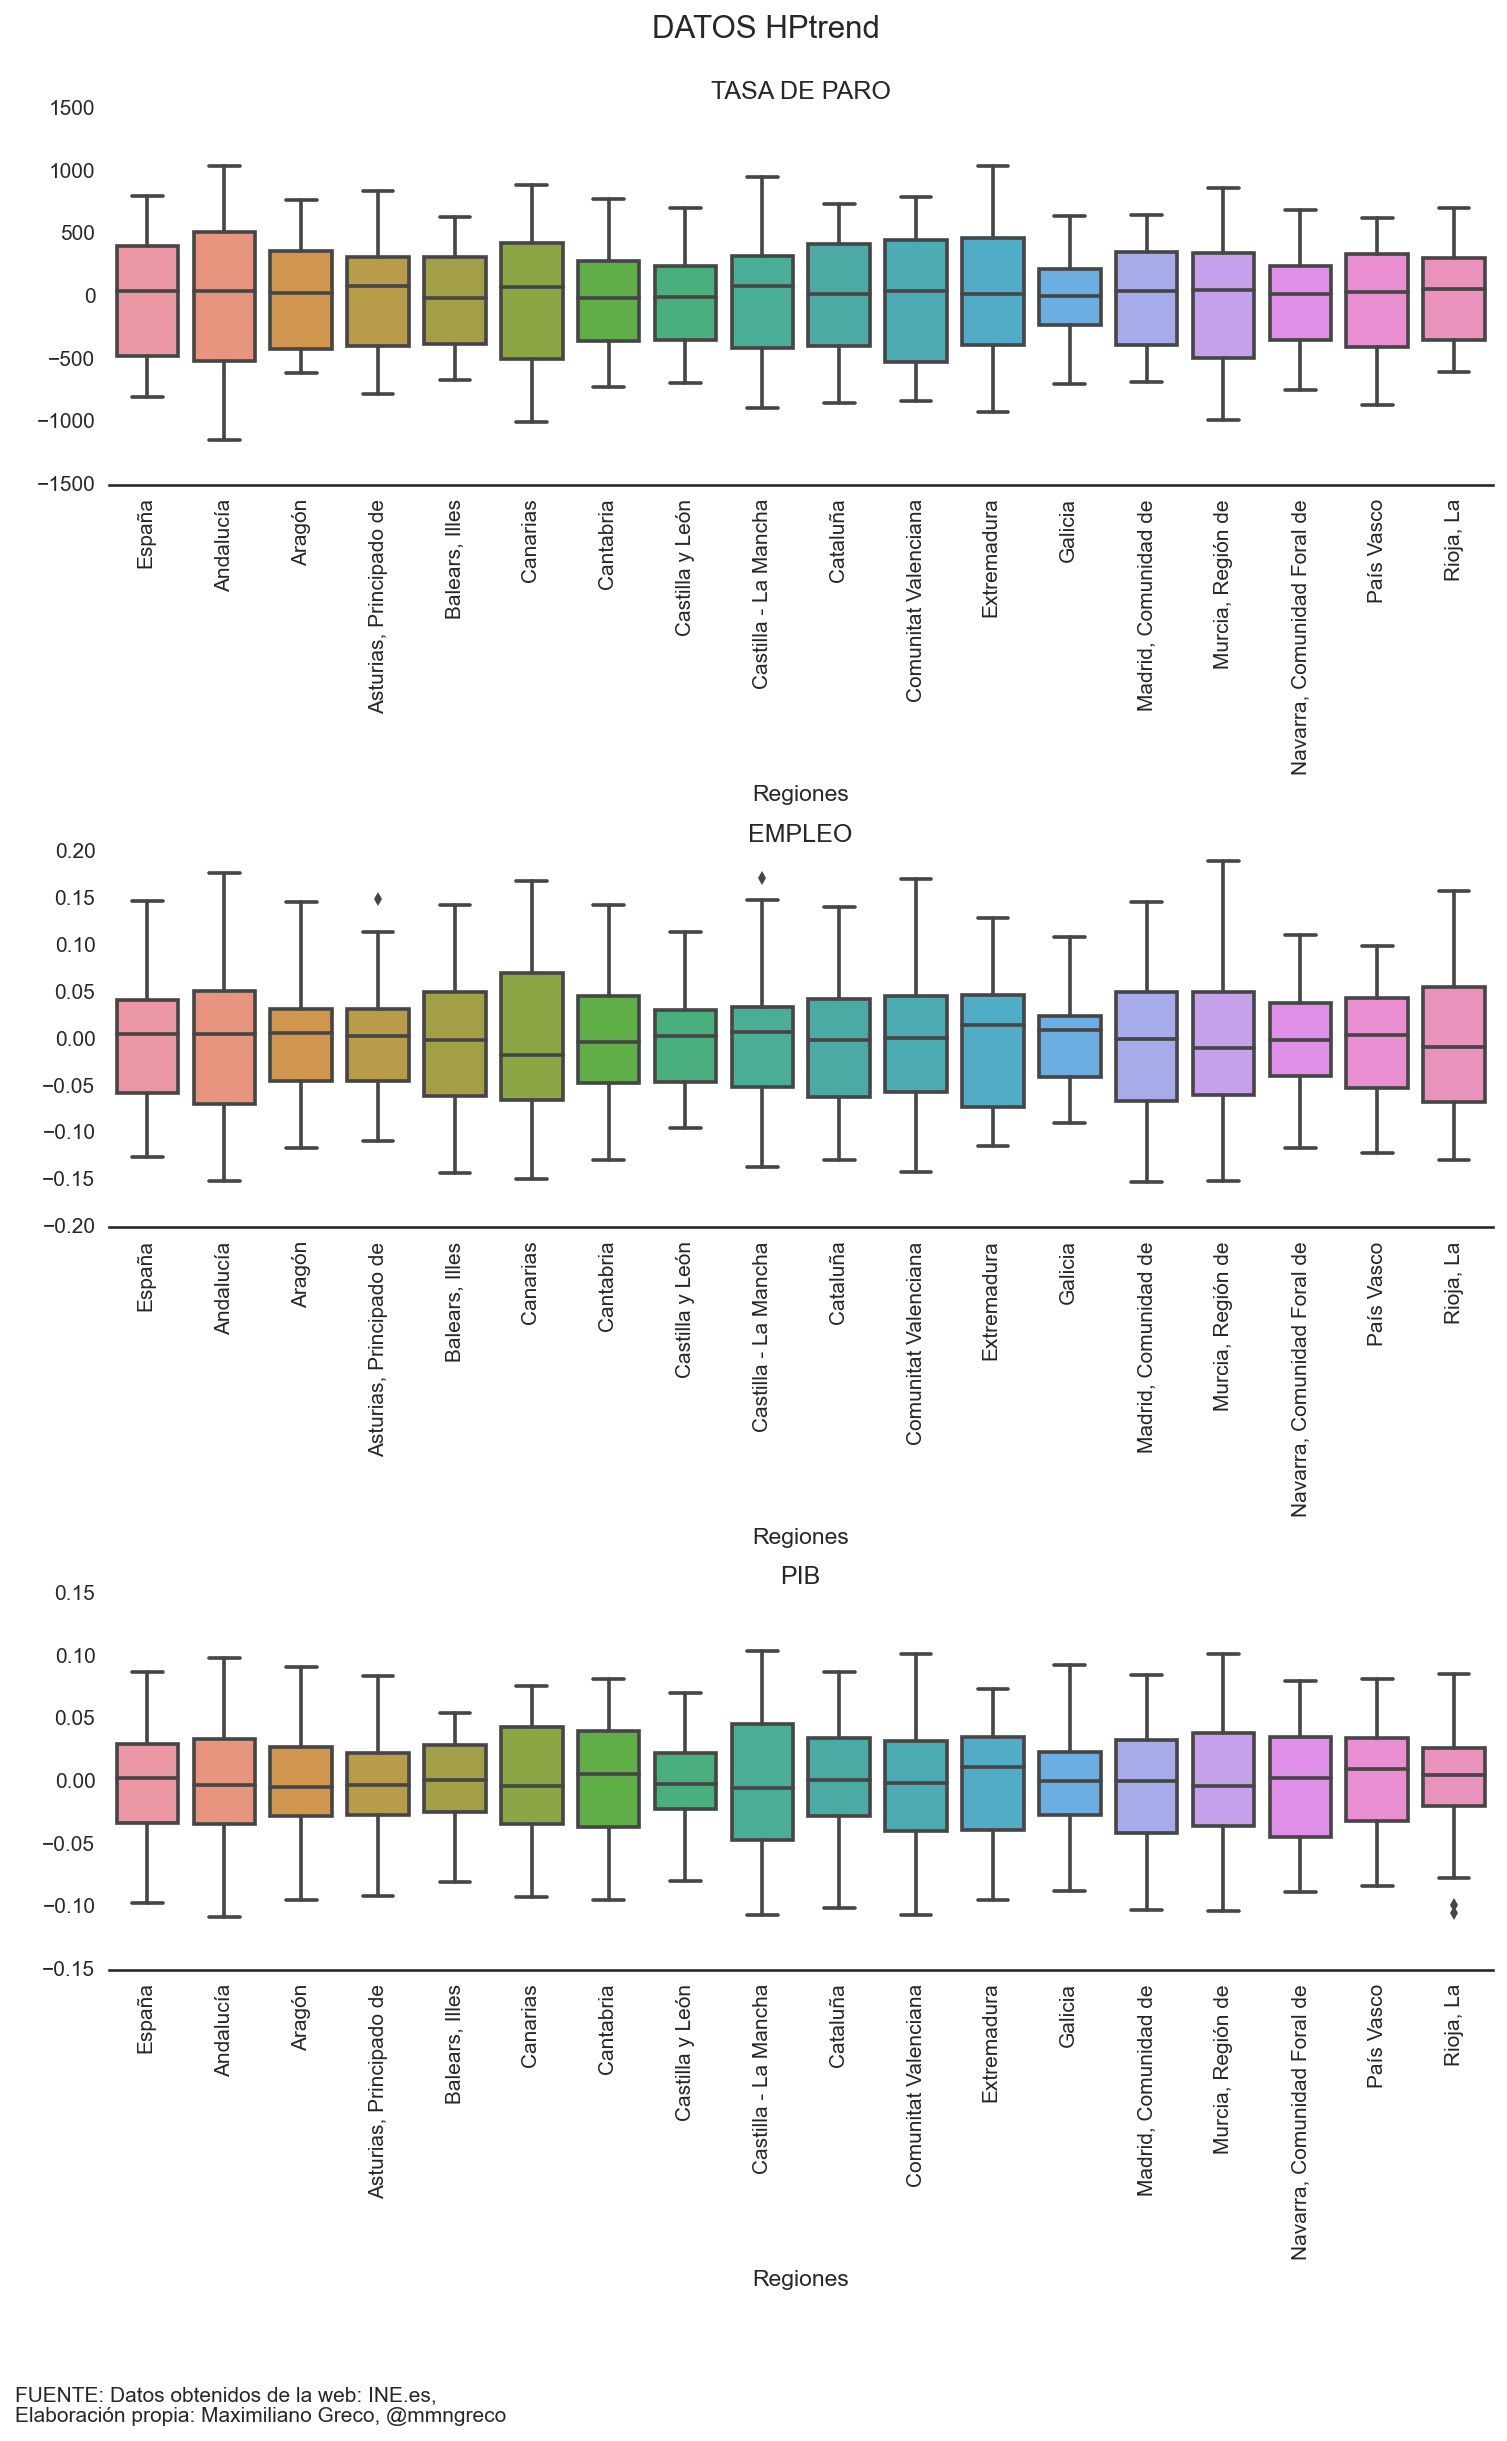 DATOS HPtrend
TASA DE PARO
1500
1000
500
0
−500
−1000
−1500
España
Andalucía
Aragón
Asturias, Principado de
Balears, Illes
Canarias
Cantabria
Castilla y León
Castilla - La Mancha
Cataluña
Comunitat Valenciana
Extremadura
Galicia
Madrid, Comunidad de
Murcia, Región de
Navarra, Comunidad Foral de
País Vasco
Rioja, La
Regiones
EMPLEO
0.20
0.15
0.10
0.05
0.00
−0.05
−0.10
−0.15
−0.20
España
Andalucía
Aragón
Asturias, Principado de
Balears, Illes
Canarias
Cantabria
Castilla y León
Castilla - La Mancha
Cataluña
Comunitat Valenciana
Extremadura
Galicia
Madrid, Comunidad de
Murcia, Región de
Navarra, Comunidad Foral de
País Vasco
Rioja, La
Regiones
PIB
0.15
0.10
0.05
0.00
−0.05
−0.10
−0.15
España
Andalucía
Aragón
Asturias, Principado de
Balears, Illes
Canarias
Cantabria
Castilla y León
Castilla - La Mancha
Cataluña
Comunitat Valenciana
Extremadura
Galicia
Madrid, Comunidad de
Murcia, Región de
Navarra, Comunidad Foral de
País Vasco
Rioja, La
Regiones
FUENTE: Datos obtenidos de la web: INE.es,
Elaboración propia: Maximiliano Greco, @mmngreco